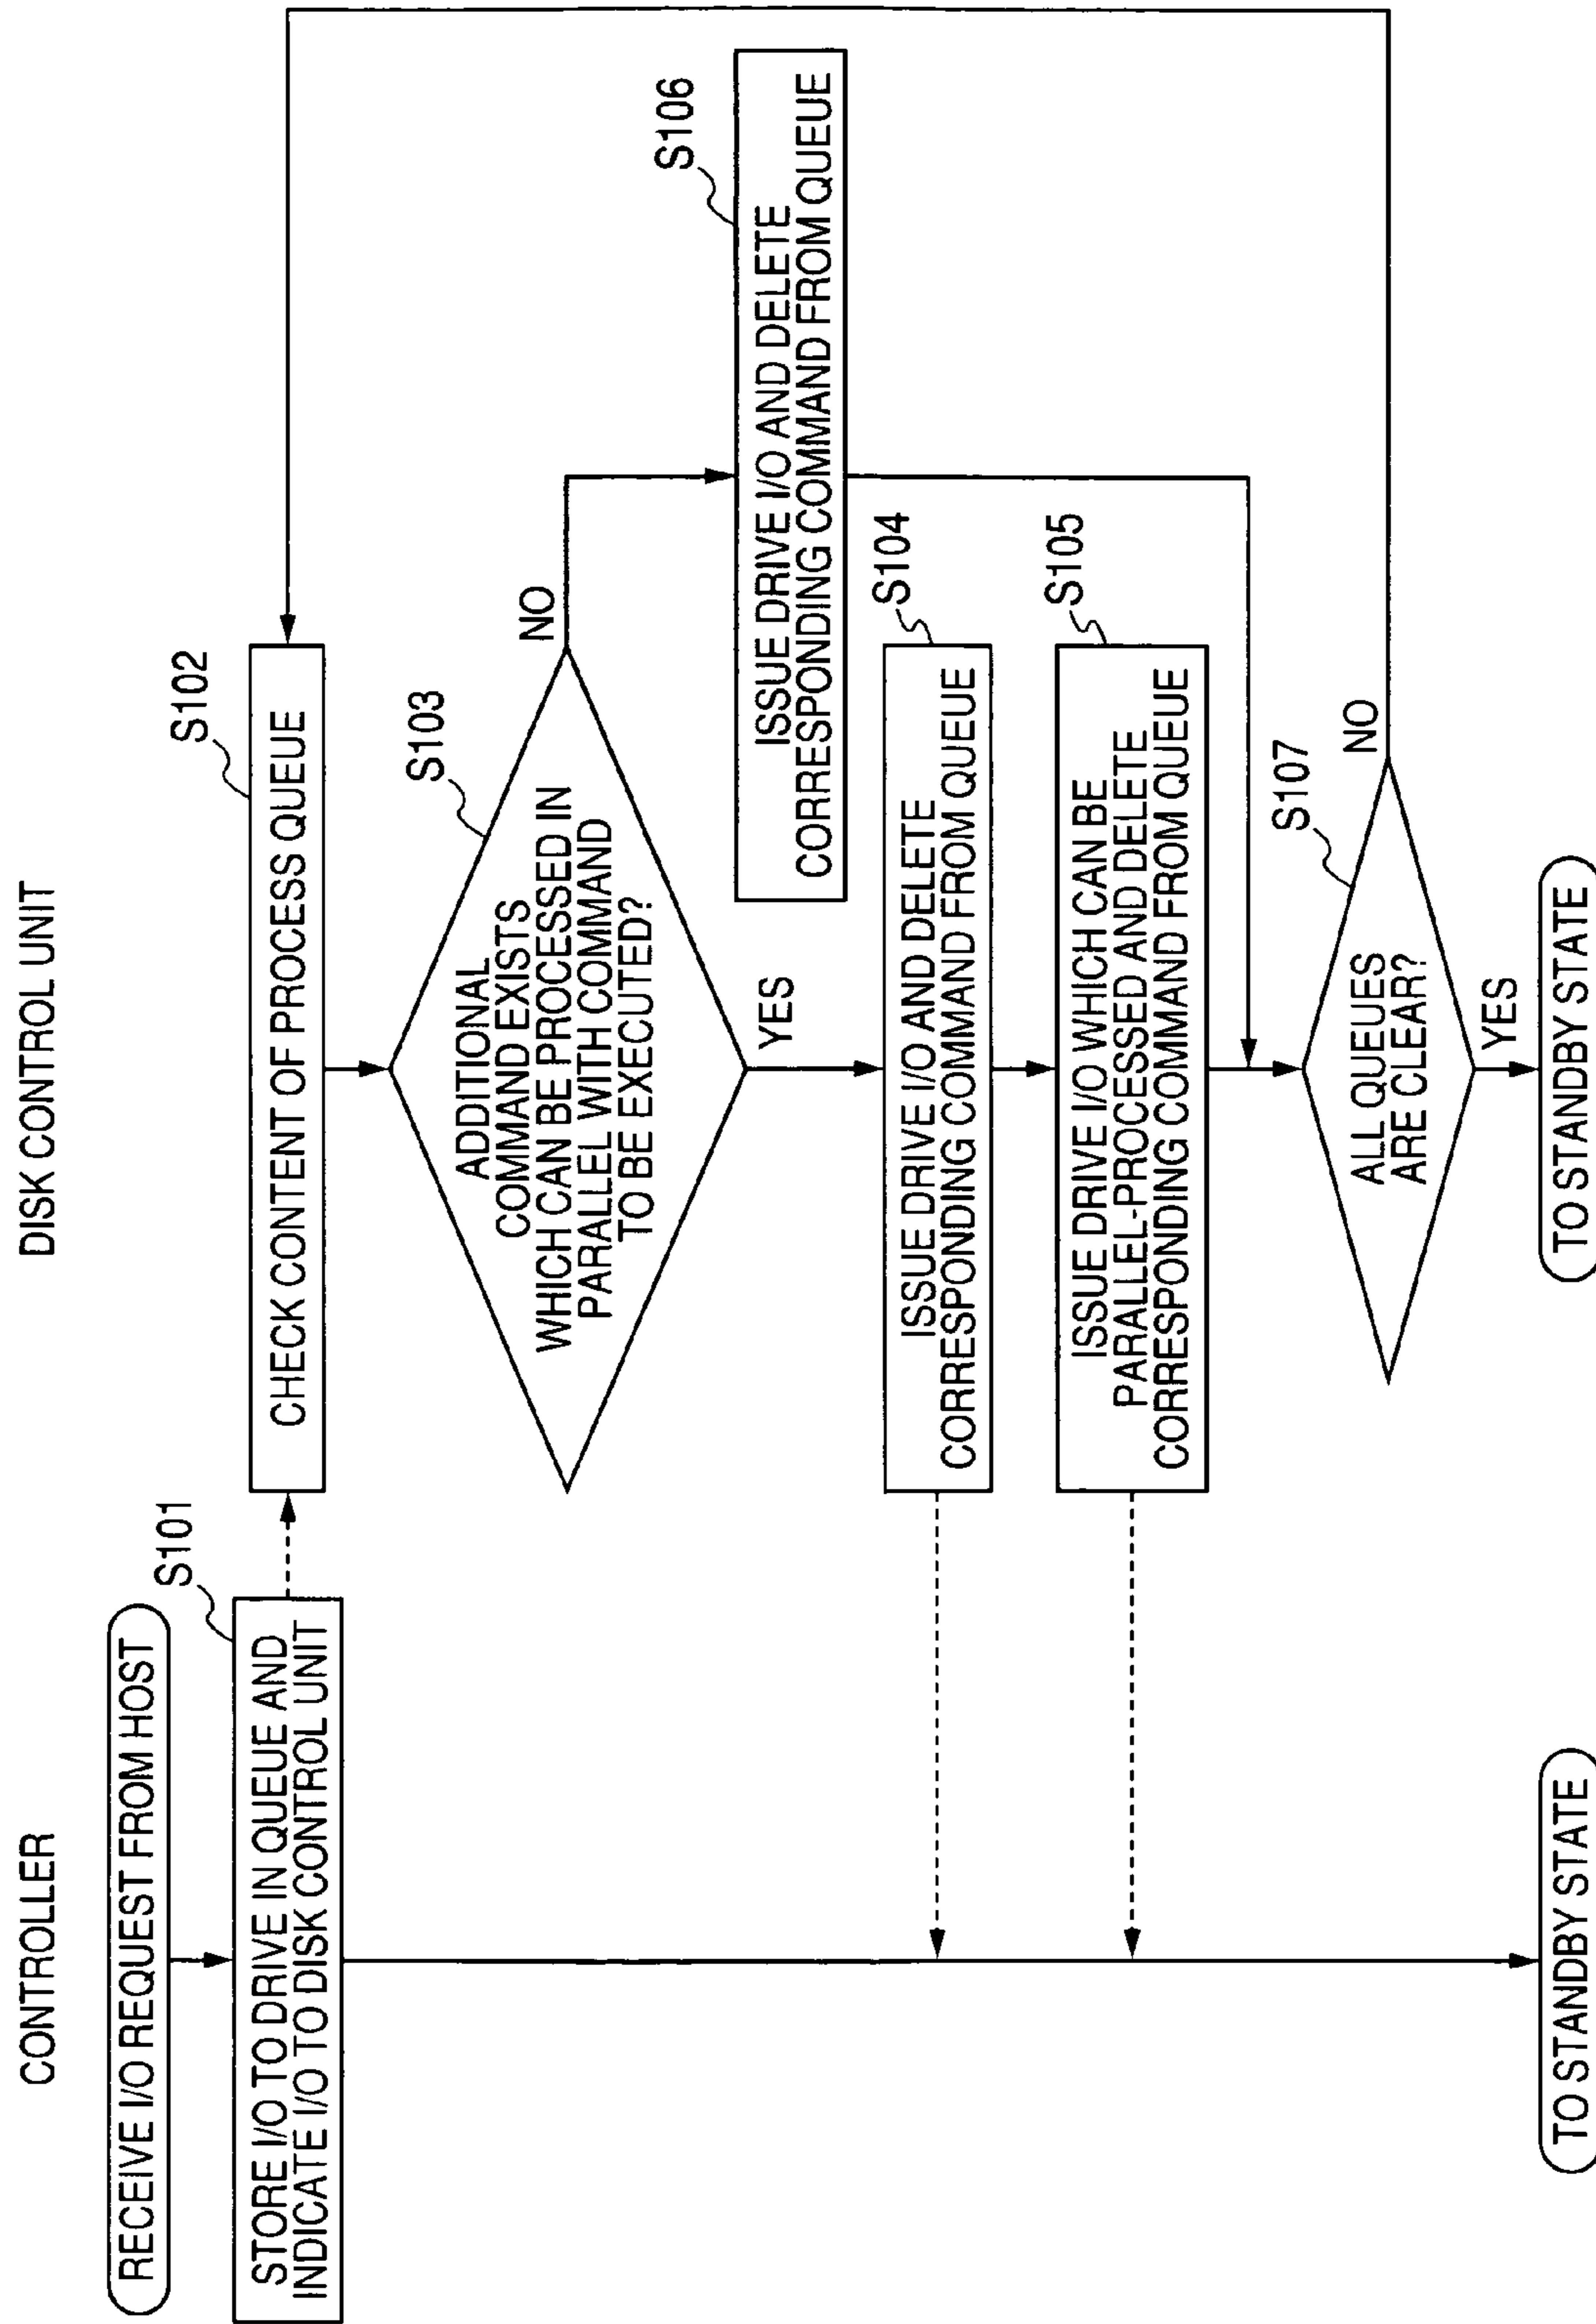 CONTROLLER
DISK CONTROL UNIT
RECEIVE I/O REQUEST FROM HOST
S101
STORE I/O TO DRIVE IN QUEUE AND
INDICATE I/O TO DISK CONTROL UNIT
S102
CHECK CONTENT OF PROCESS QUEUE
S103
ADDITIONAL
COMMAND EXISTS
WHICH CAN BE PROCESSED IN
PARALLEL WITH COMMAND
TO BE EXECUTED?
NO
YES
S106
ISSUE DRIVE I/O AND DELETE
CORRESPONDING COMMAND FROM QUEUE
S104
ISSUE DRIVE I/O AND DELETE
CORRESPONDING COMMAND FROM QUEUE
S105
ISSUE DRIVE I/O WHICH CAN BE
PARALLEL-PROCESSED AND DELETE
CORRESPONDING COMMAND FROM QUEUE
S107
ALL QUEUES
ARE CLEAR?
NO
YES
TO STANDBY STATE
TO STANDBY STATE